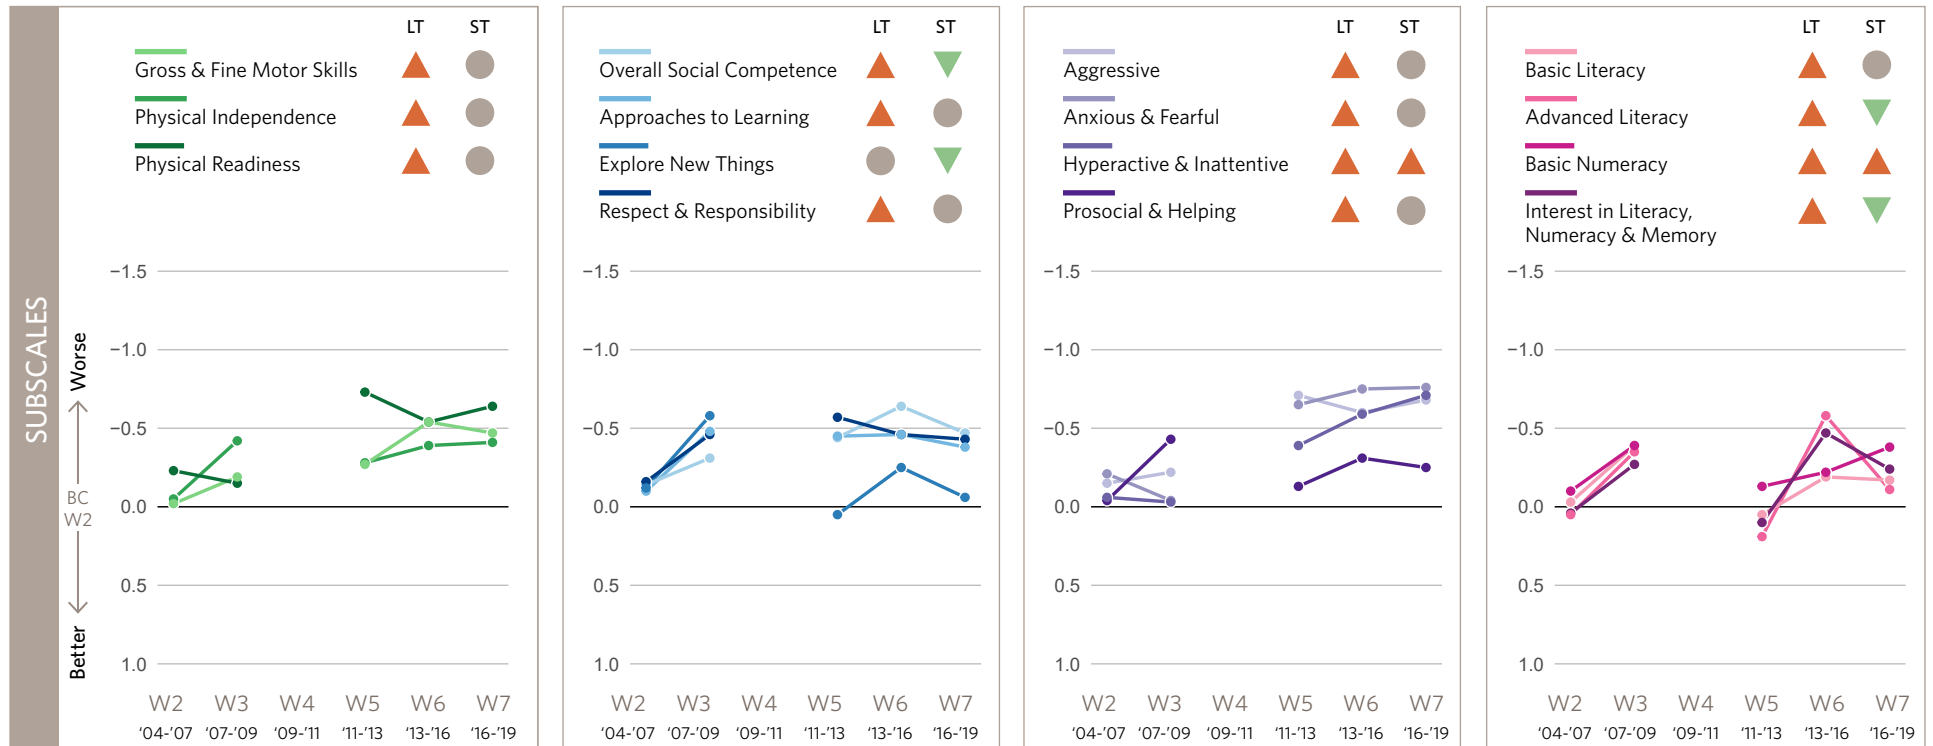 SUBSCALES
Worse
BC
W2
Better
LT ST
Gross & Fine Motor Skills
Physical Independence
Physical Readiness
−1.5
−1.0
−0.5
0.0
0.5
1.0
W2 W3 W4 W5 W6 W7
‘04-’07 ‘07-’09 ‘09-’11 ‘11-’13 ‘13-’16 ‘16-’19
LT ST
Overall Social Competence
Approaches to Learning
Explore New Things
Respect & Responsibility
−1.5
−1.0
−0.5
0.0
0.5
1.0
W2 W3 W4 W5 W6 W7
‘04-’07 ‘07-’09 ‘09-’11 ‘11-’13 ‘13-’16 ‘16-’19
LT ST
Aggressive
Anxious & Fearful
Hyperactive & Inattentive
Prosocial & Helping
−1.5
−1.0
−0.5
0.0
0.5
1.0
W2 W3 W4 W5 W6 W7
‘04-’07 ‘07-’09 ‘09-’11 ‘11-’13 ‘13-’16 ‘16-’19
LT ST
Basic Literacy
Advanced Literacy
Basic Numeracy
Interest in Literacy,
Numeracy & Memory
−1.5
−1.0
−0.5
0.0
0.5
1.0
W2 W3 W4 W5 W6 W7
‘04-’07 ‘07-’09 ‘09-’11 ‘11-’13 ‘13-’16 ‘16-’19